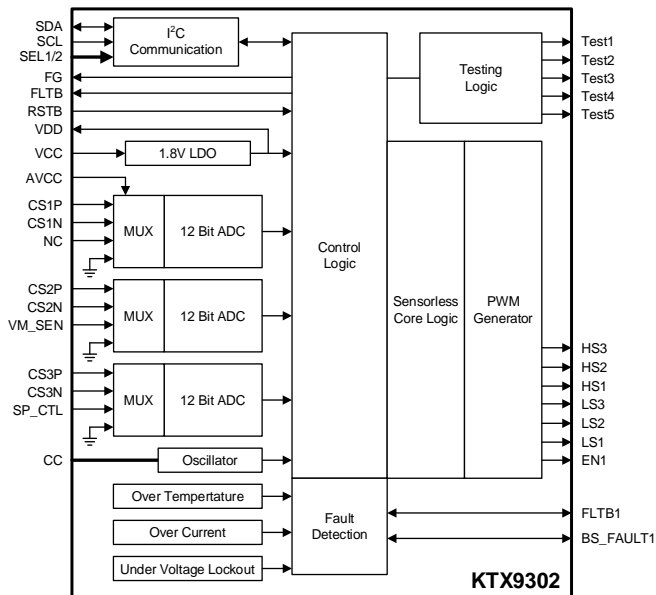 SDA
SCL
SEL1/2
I²C
Communication
FG
FLTB
RSTB
VDD
VCC
1.8V LDO
AVCC
CS1P
CS1N
NC
MUX
12 Bit ADC
CS2P
CS2N
VM_SEN
MUX
12 Bit ADC
CS3P
CS3N
SP_CTL
MUX
12 Bit ADC
CC
Oscillator
Over Tempertature
Over Current
Under Voltage Lockout
Control
Logic
Fault
Detection
Sensorless
Core Logic
PWM
Generator
Testing
Logic
Test1
Test2
Test3
Test4
Test5
HS3
HS2
HS1
LS3
LS2
LS1
EN1
FLTB1
BS_FAULT1
KTX9302